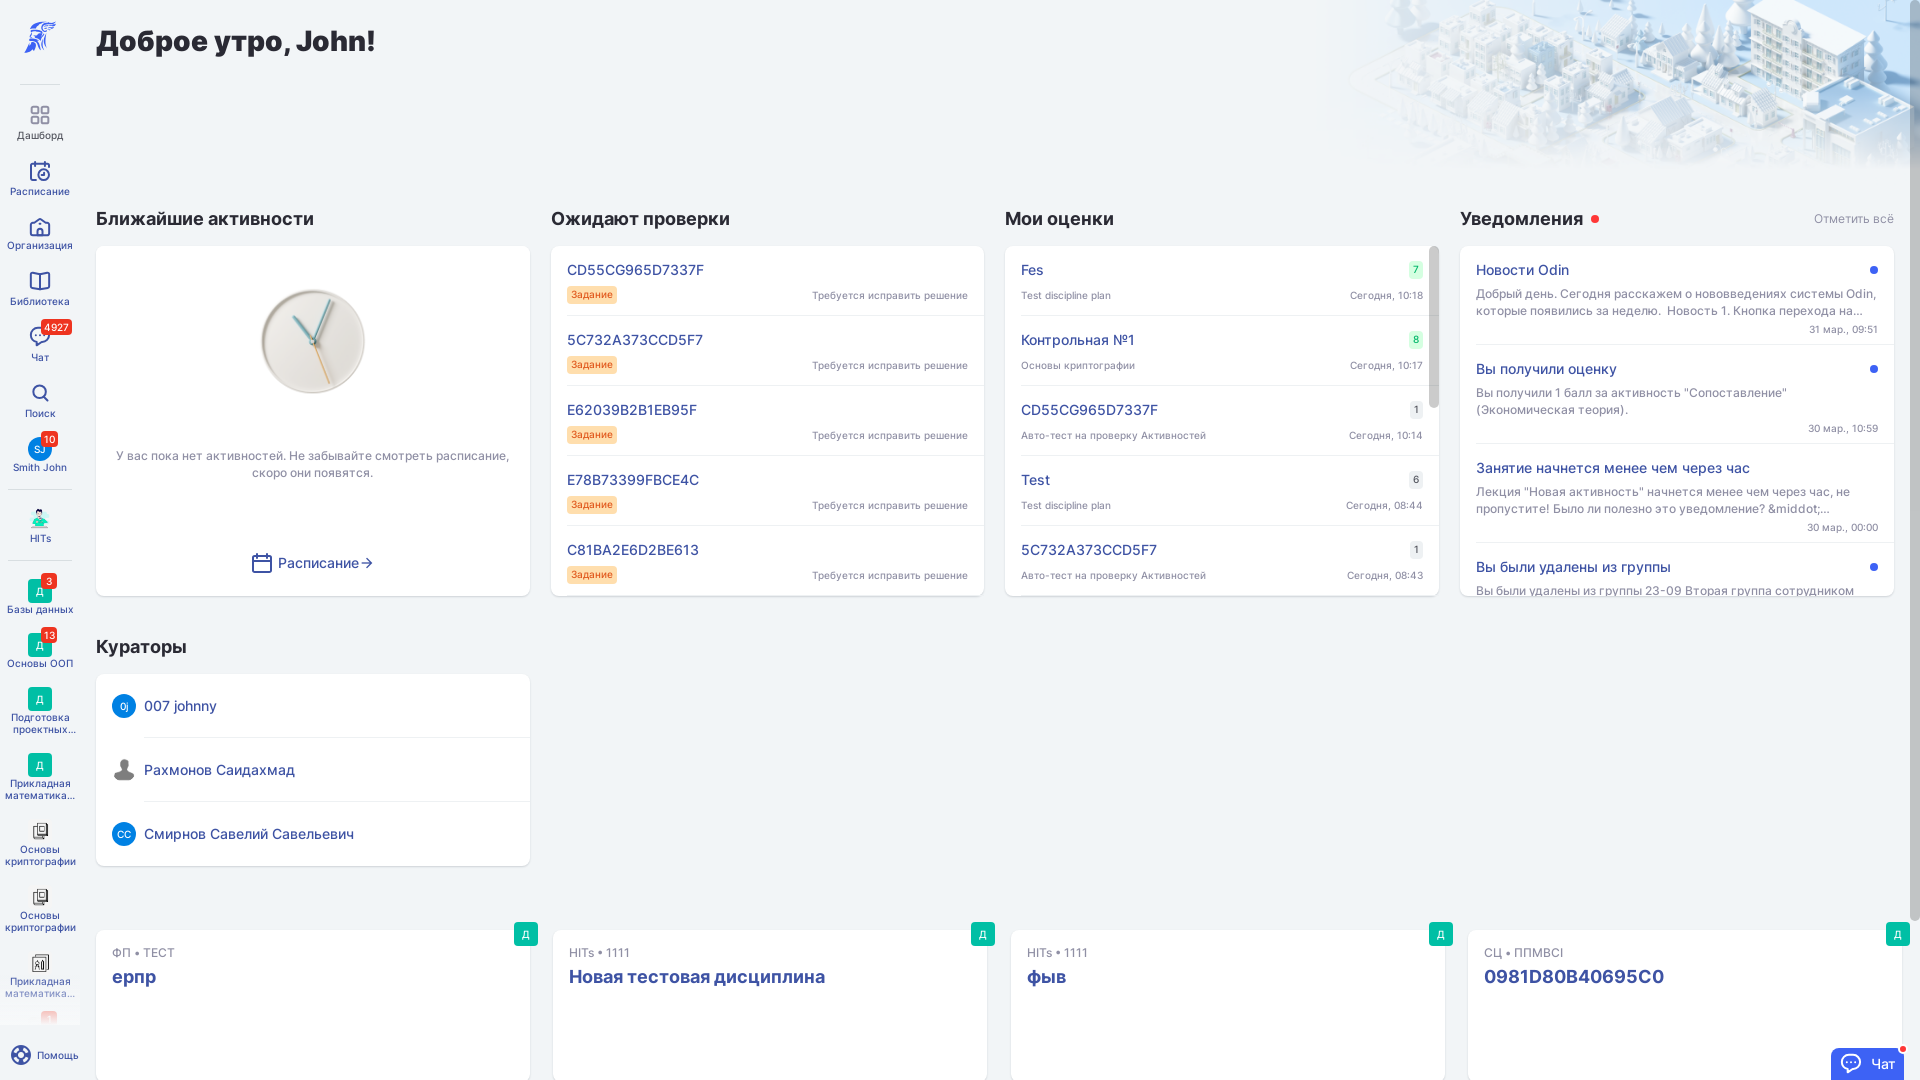 Доброе утро, John!
Дашборд
Расписание
Организация
Библиотека
4927
Чат
Поиск
10
SJ
Smith John
HITs
3
Д
Базы данных
13
Д
Основы ООП
Д
Подготовка
проектных...
Д
Прикладная
математика...
Основы
криптографии
Основы
криптографии
Прикладная
математика...
1
Помощь
Ближайшие активности
У вас пока нет активностей. Не забывайте смотреть расписание,
скоро они появятся.
Расписание
Ожидают проверки
CD55CG965D7337F
Задание Требуется исправить решение
5C732A373CCD5F7
Задание Требуется исправить решение
E62039B2B1EB95F
Задание Требуется исправить решение
E78B73399FBCE4C
Задание Требуется исправить решение
C81BA2E6D2BE613
Задание Требуется исправить решение
Мои оценки
Fes 7
Test discipline plan Сегодня, 10:18
Контрольная №1 8
Основы криптографии Сегодня, 10:17
CD55CG965D7337F 1
Авто-тест на проверку Активностей Сегодня, 10:14
Test 6
Test discipline plan Сегодня, 08:44
5C732A373CCD5F7 1
Авто-тест на проверку Активностей Сегодня, 08:43
Уведомления Отметить всё
Новости Odin
Добрый день. Сегодня расскажем о нововведениях системы Odin,
которые появились за неделю. Новость 1. Кнопка перехода на...
31 мар., 09:51
Вы получили оценку
Вы получили 1 балл за активность "Сопоставление"
(Экономическая теория).
30 мар., 10:59
Занятие начнется менее чем через час
Лекция "Новая активность" начнется менее чем через час, не
пропустите! Было ли полезно это уведомление? &middot;...
30 мар., 00:00
Вы были удалены из группы
Вы были удалены из группы 23-09 Вторая группа сотрудником
Кураторы
0j 007 johnny
Рахмонов Саидахмад
СС Смирнов Савелий Савельевич
Д
ФП • ТЕСТ
ерпр
Д
HITs • 1111
Новая тестовая дисциплина
Д
HITs • 1111
фыв
Д
СЦ • ППМВСІ
0981D80B40695C0
Чат